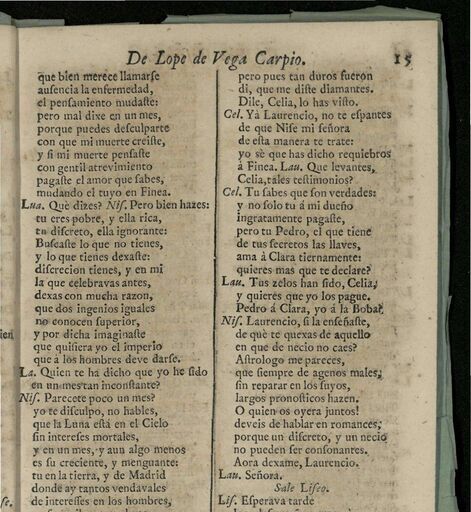 De Lope de Vega Carpio. 15
que bien merece llamarse
ausencia la enfermedad,
el pensamiento mudaste:
pero mal dixe en un mes,
porque puedes desculparte
con que mi muerte creiste,
y si mi muerte pensaste
con gentil atrevimiento
pagaste el amor que sabes,
mudando el tuyo en Finea.
Lau. Què dizes? Nis. Pero bien hazes:
tu eres pobre, y ella rica,
tu discreto, ella ignorante:
Buscaste lo que no tienes,
y lo que tienes dexaste:
discrecion tienes, y en mi
la que celebravas antes,
dexas con mucha razon,
que dos ingenios iguales
no conocen superior,
y por dicha imaginaste
que quisiera yo el imperio
que à los hombres deve darse.
La. Quien te ha dicho que yo he sido
en un mes tan inconstante?
Nis. Parecete poco un mes?
yo te disculpo, no hables,
que la Luna està en el Cielo
sin intereses mortales,
y en un mes, y aun algo menos
es su creciente, y menguante:
tu en la tierra, y de Madrid
donde ay tantos vendavales
de interesses en los hombres,
pero pues tan duros fueron
di, que me diste diamantes.
Dile, Celia, lo has visto.
Cel. Yà Laurencio, no te espantes
de que Nise mi señora
de esta manera te trate:
yo sè que has dicho requiebros
à Finea. Lau. Que levantes,
Celia, tales testimonios?
Cel. Tu sabes que son verdades:
y no solo tu á mi dueño
ingratamente pagaste,
pero tu Pedro, el que tiene
de tus secretos las llaves,
ama à Clara tiernamente:
quieres mas que te declare?
Lau. Tus zelos han sido, Celia,
y quieres que yo los pague.
Pedro á Clara, yó á la Boba?
Nis. Laurencio, si la enseñaste,
de què te quexas de aquello
en que de necio no caes?
Astrologo me pareces,
que siempre de agenos males,
sin reparar en los suyos,
largos pronosticos hazen.
O quien os oyera juntos!
deveis de hablar en romances,
porque un discreto, y un necio
no pueden ser consonantes.
Aora dexame, Laurencio.
Lau. Señora.
Sale Liseo.
Lis. Esperava tarde
ien
se.